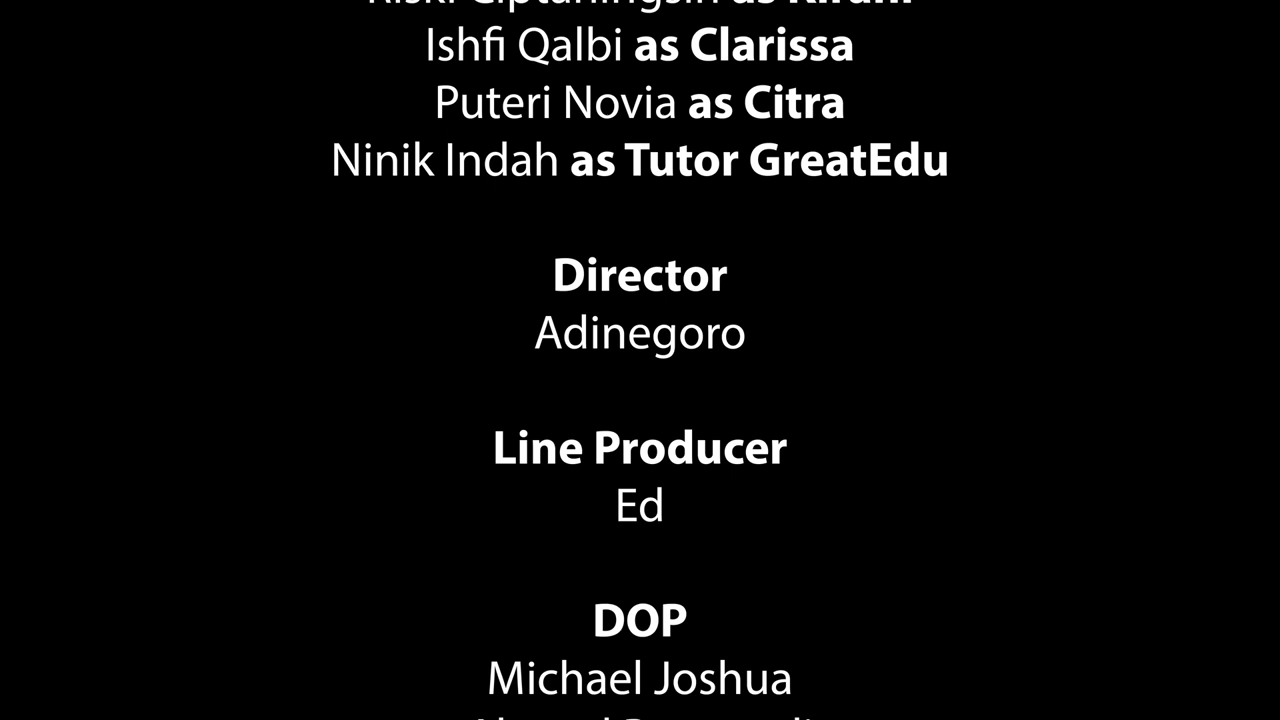 Ishfi Qalbi as Clarissa
Puteri Novia as Citra
Ninik Indah as Tutor GreatEdu
Director
Adinegoro
Line Producer
Ed
DOP
Michael Joshua